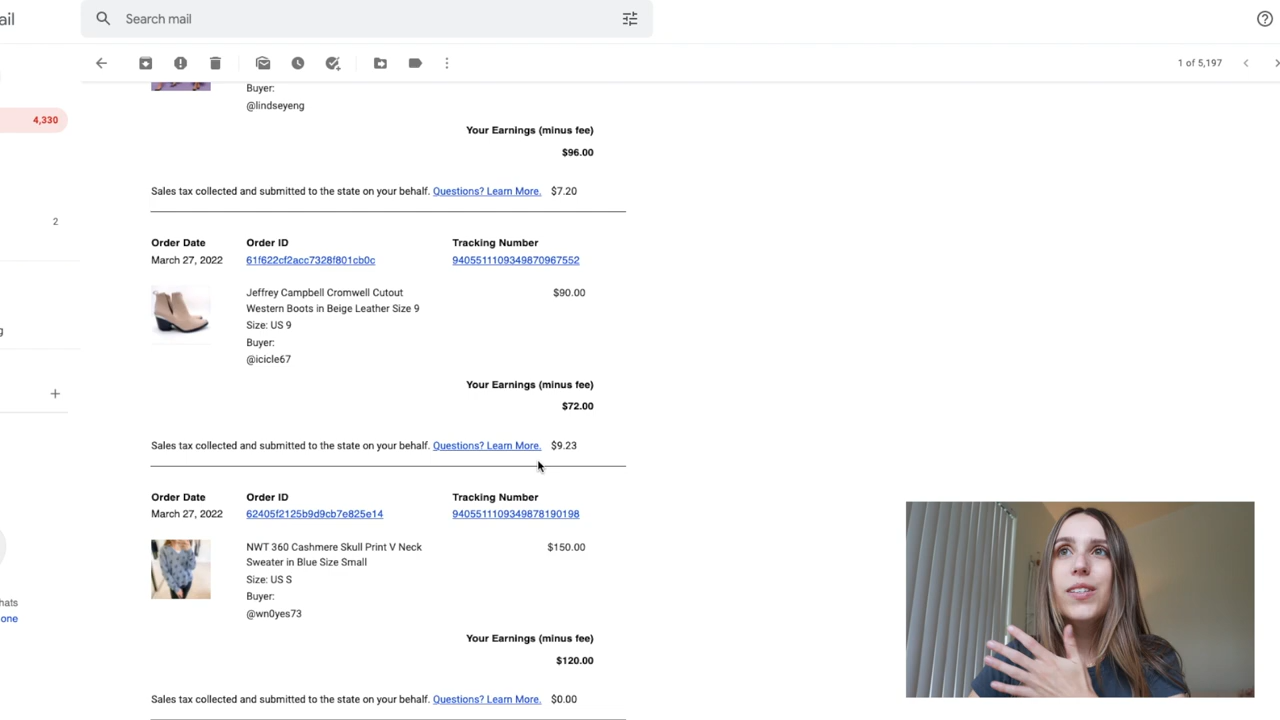 ail
Search mail
1 of 5,197
4,330
2
g
hats
one
Buyer:
@lindseyeng
Your Earnings (minus fee)
$96.00
Sales tax collected and submitted to the state on your behalf. Questions? Learn More. $7.20
Order Date Order ID Tracking Number
March 27, 2022 61f622cf2acc7328f801cb0c 9405511109349870967552
Jeffrey Campbell Cromwell Cutout $90.00
Western Boots in Beige Leather Size 9
Size: US 9
Buyer:
@icicle67
Your Earnings (minus fee)
$72.00
Sales tax collected and submitted to the state on your behalf. Questions? Learn More. $9.23
Order Date Order ID Tracking Number
March 27, 2022 62405f2125b9d9cb7e825e14 9405511109349878190198
NWT 360 Cashmere Skull Print V Neck $150.00
Sweater in Blue Size Small
Size: US S
Buyer:
@wn0yes73
Your Earnings (minus fee)
$120.00
Sales tax collected and submitted to the state on your behalf. Questions? Learn More. $0.00